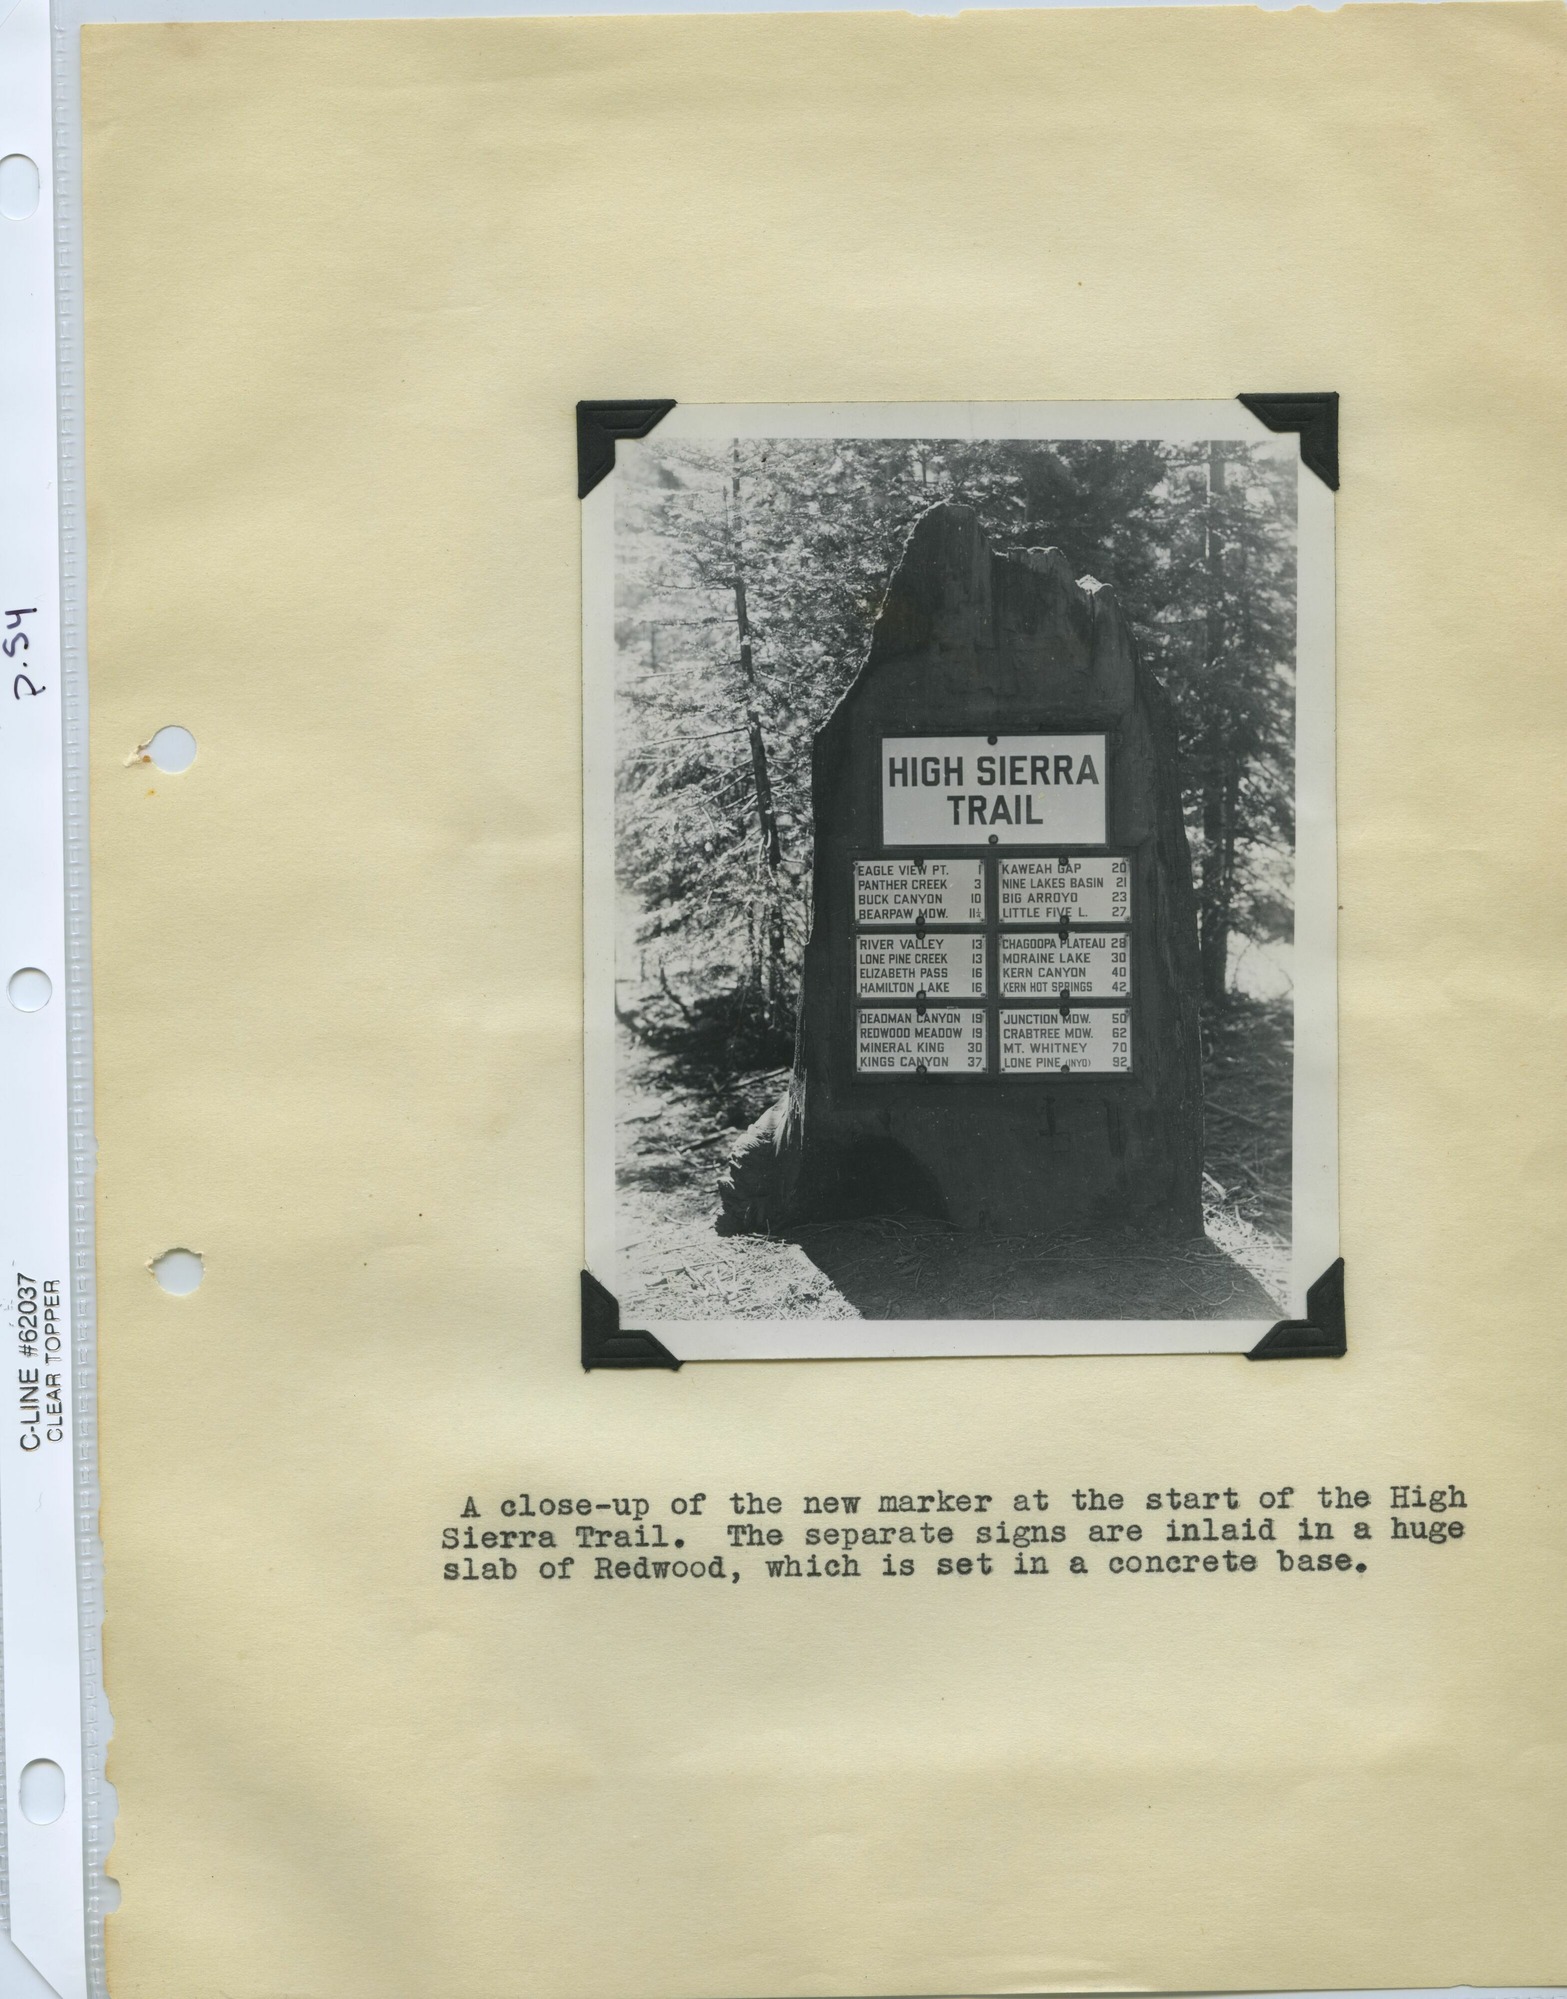 P.54
C-LINE #62037
CLEAR TOPPER
HIGH SIERRA
TRAIL
EAGLE VIEW PT. 1
PANTHER CREEK 3
BUCK CANYON 10
BEARPAW MDW. 11½
KAWEAH GAP 20
NINE LAKES BASIN 21
BIG ARROYO 23
LITTLE FIVE L. 27
RIVER VALLEY 13
LONE PINE CREEK 13
ELIZABETH PASS 16
HAMILTON LAKE 16
CHAGOOPA PLATEAU 28
MORAINE LAKE 30
KERN CANYON 40
KERN HOT SPRINGS 42
DEADMAN CANYON 19
REDWOOD MEADOW 19
MINERAL KING 30
KINGS CANYON 37
JUNCTION MDW. 50
CRABTREE MDW. 62
MT. WHITNEY 70
LONE PINE (INYO) 92
A close-up of the new marker at the start of the High
Sierra Trail. The separate signs are inlaid in a huge
slab of Redwood, which is set in a concrete base.